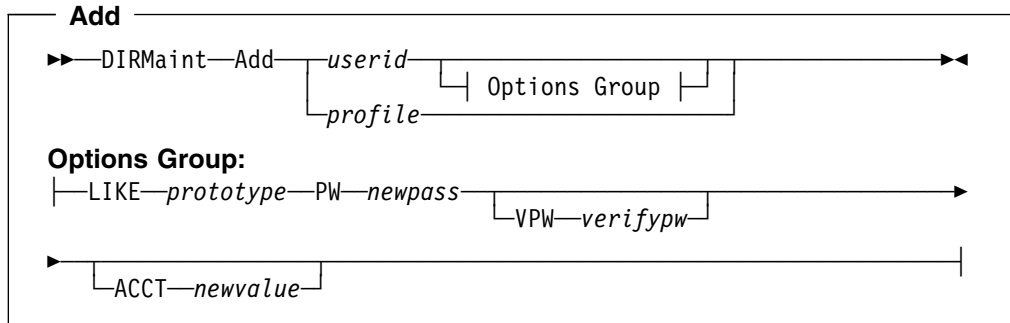 Add
DIRMaint Add userid
Options Group
profile
Options Group:
LIKE prototype PW newpass
VPW verifypw
ACCT newvalue